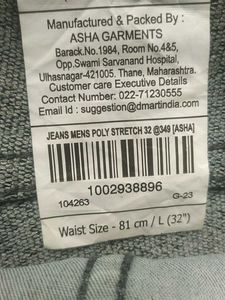 Manufactured & Packed By :
ASHA GARMENTS
Barack.No.1984, Room No.4&5,
Opp.Swami Sarvanand Hospital,
Ulhasnagar-421005. Thane, Maharashtra.
Customer care Executive Details
Contact Number - 022-71230555
Email Id : suggestion@dmartindia.com
JEANS MENS POLY STRETCH 32 @349 [ASHA]
1002938896
104263 G-23
Waist Size - 81 cm / L (32")